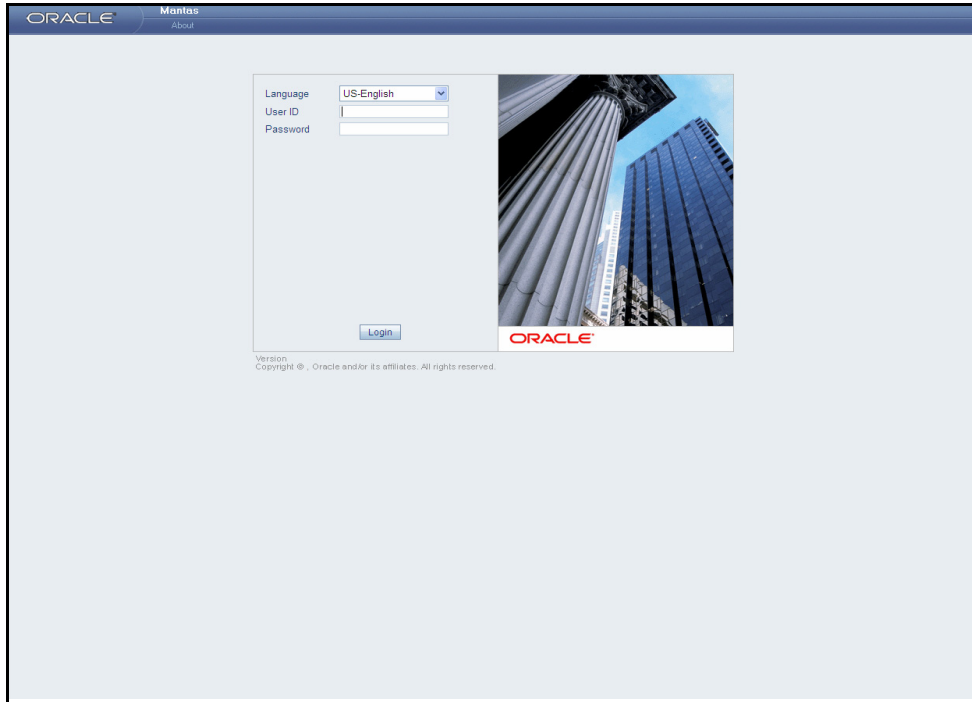 ORACLE
Mantas
About
Language US-English
User ID
Password
Login
ORACLE
Version
Copyright © , Oracle and/or its affiliates. All rights reserved.